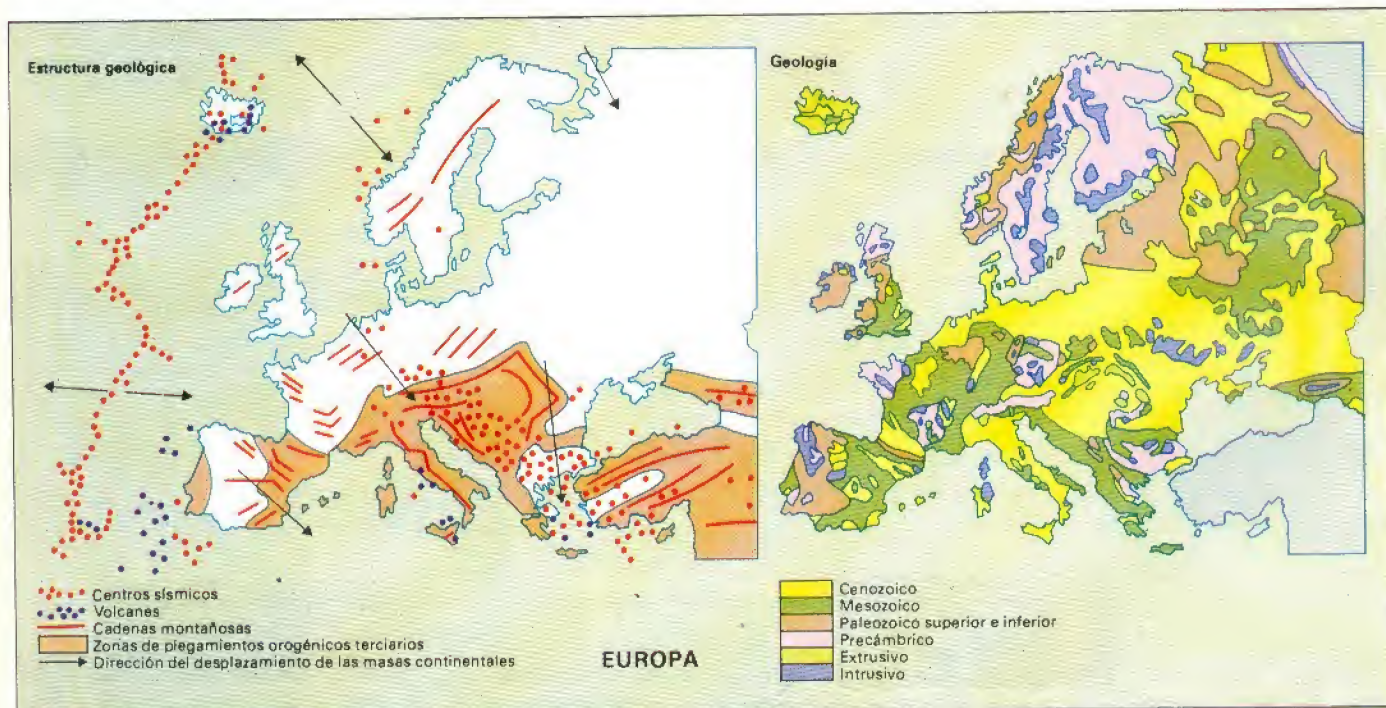 Estructura geológica
Centros sísmicos
Volcanes
Cadenas montañosas
Zonas de plegamientos orogénicos terciarios
Dirección del desplazamiento de las masas continentales
EUROPA
Geología
Cenozoico
Mesozoico
Paleozoico superior e inferior
Precámbrico
Extrusivo
Intrusivo